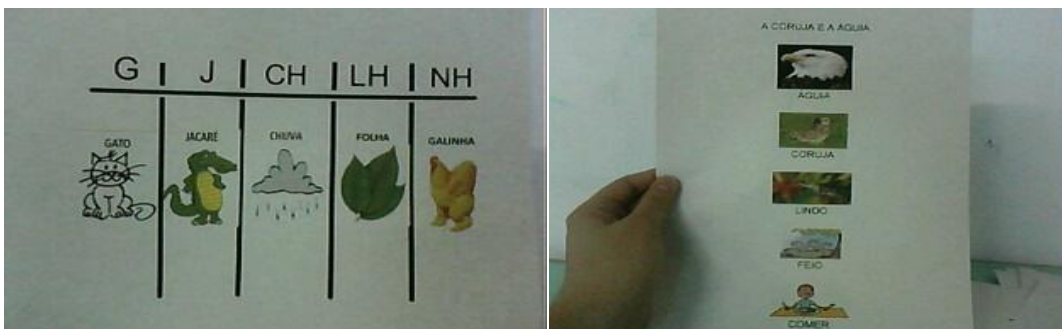 G J CH LH NH
GATO JACARÉ CHUVA FOLHA GALINHA
A CORUJA E A ÁGUIA
ÁGUIA
CORUJA
LINDO
FEIO
COMER